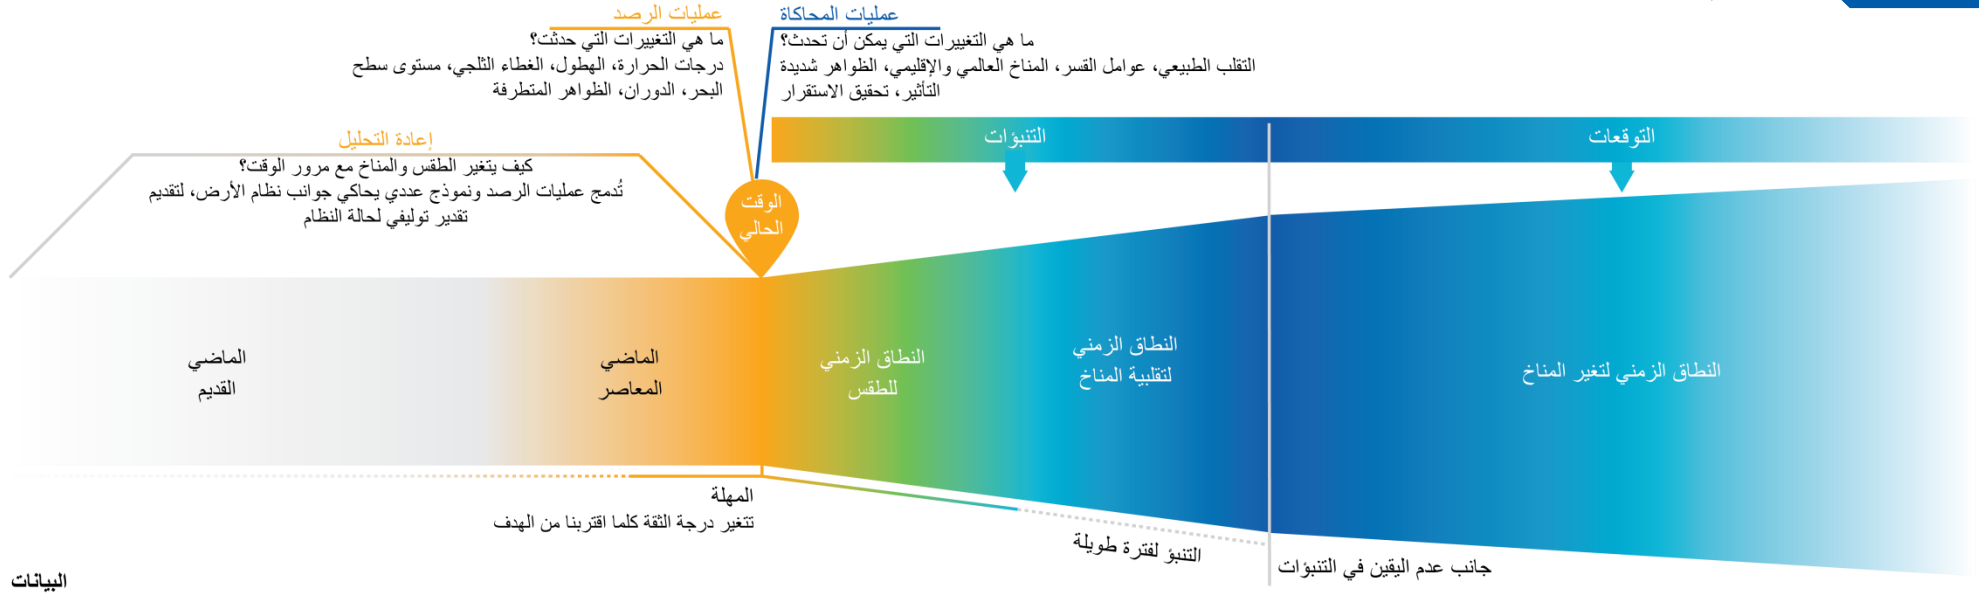 عمليات الرصد
ما هي التغييرات التي حدثت؟
درجات الحرارة، الهطول، الغطاء الثلجي، مستوى سطح
البحر، الدوران، الظواهر المتطرفة
عمليات المحاكاة
ما هي التغييرات التي يمكن أن تحدث؟
التقلب الطبيعي، عوامل القسر، المناخ العالمي والإقليمي، الظواهر شديدة
التأثير، تحقيق الاستقرار
إعادة التحليل
كيف يتغير الطقس والمناخ مع مرور الوقت؟
تُدمج عمليات الرصد ونموذج عددي يحاكي جوانب نظام الأرض، لتقديم
تقدير توليفي لحالة النظام
التنبؤات
التوقعات
الوقت
الحالي
الماضي
القديم
الماضي
المعاصر
النطاق الزمني
للطقس
النطاق الزمني
لتقلبية المناخ
النطاق الزمني لتغير المناخ
المهلة
تتغير درجة الثقة كلما اقتربنا من الهدف
التنبؤ لفترة طويلة
جانب عدم اليقين في التنبؤات
البيانات